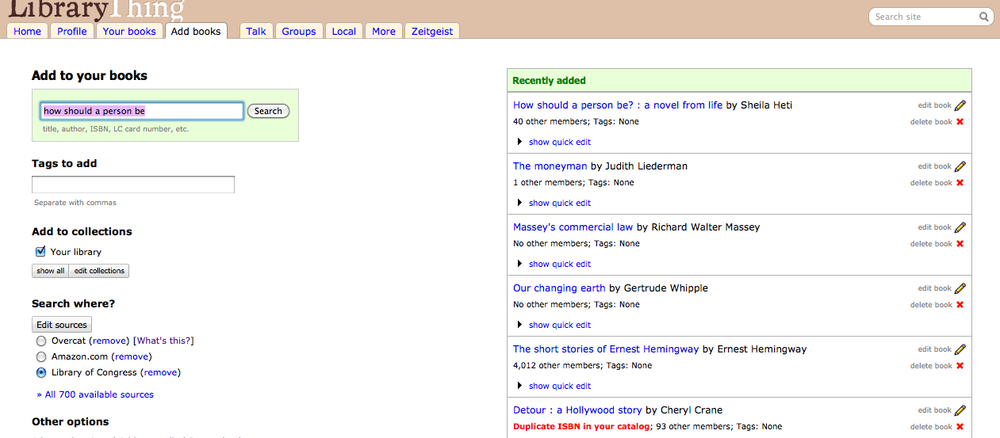 LibraryThing
Search site
Home Profile Your books Add books Talk Groups Local More Zeitgeist
Add to your books
how should a person be Search
title, author, ISBN, LC card number, etc.
Tags to add
Separate with commas
Add to collections
Your library
show all edit collections
Search where?
Edit sources
Overcat (remove) [What's this?]
Amazon.com (remove)
Library of Congress (remove)
» All 700 available sources
Other options
Recently added
How should a person be? : a novel from life by Sheila Heti edit book
40 other members; Tags: None delete book
show quick edit
The moneyman by Judith Liederman edit book
1 other members; Tags: None delete book
show quick edit
Massey's commercial law by Richard Walter Massey edit book
No other members; Tags: None delete book
show quick edit
Our changing earth by Gertrude Whipple edit book
No other members; Tags: None delete book
show quick edit
The short stories of Ernest Hemingway by Ernest Hemingway edit book
4,012 other members; Tags: None delete book
show quick edit
Detour : a Hollywood story by Cheryl Crane edit book
Duplicate ISBN in your catalog; 93 other members; Tags: None delete book